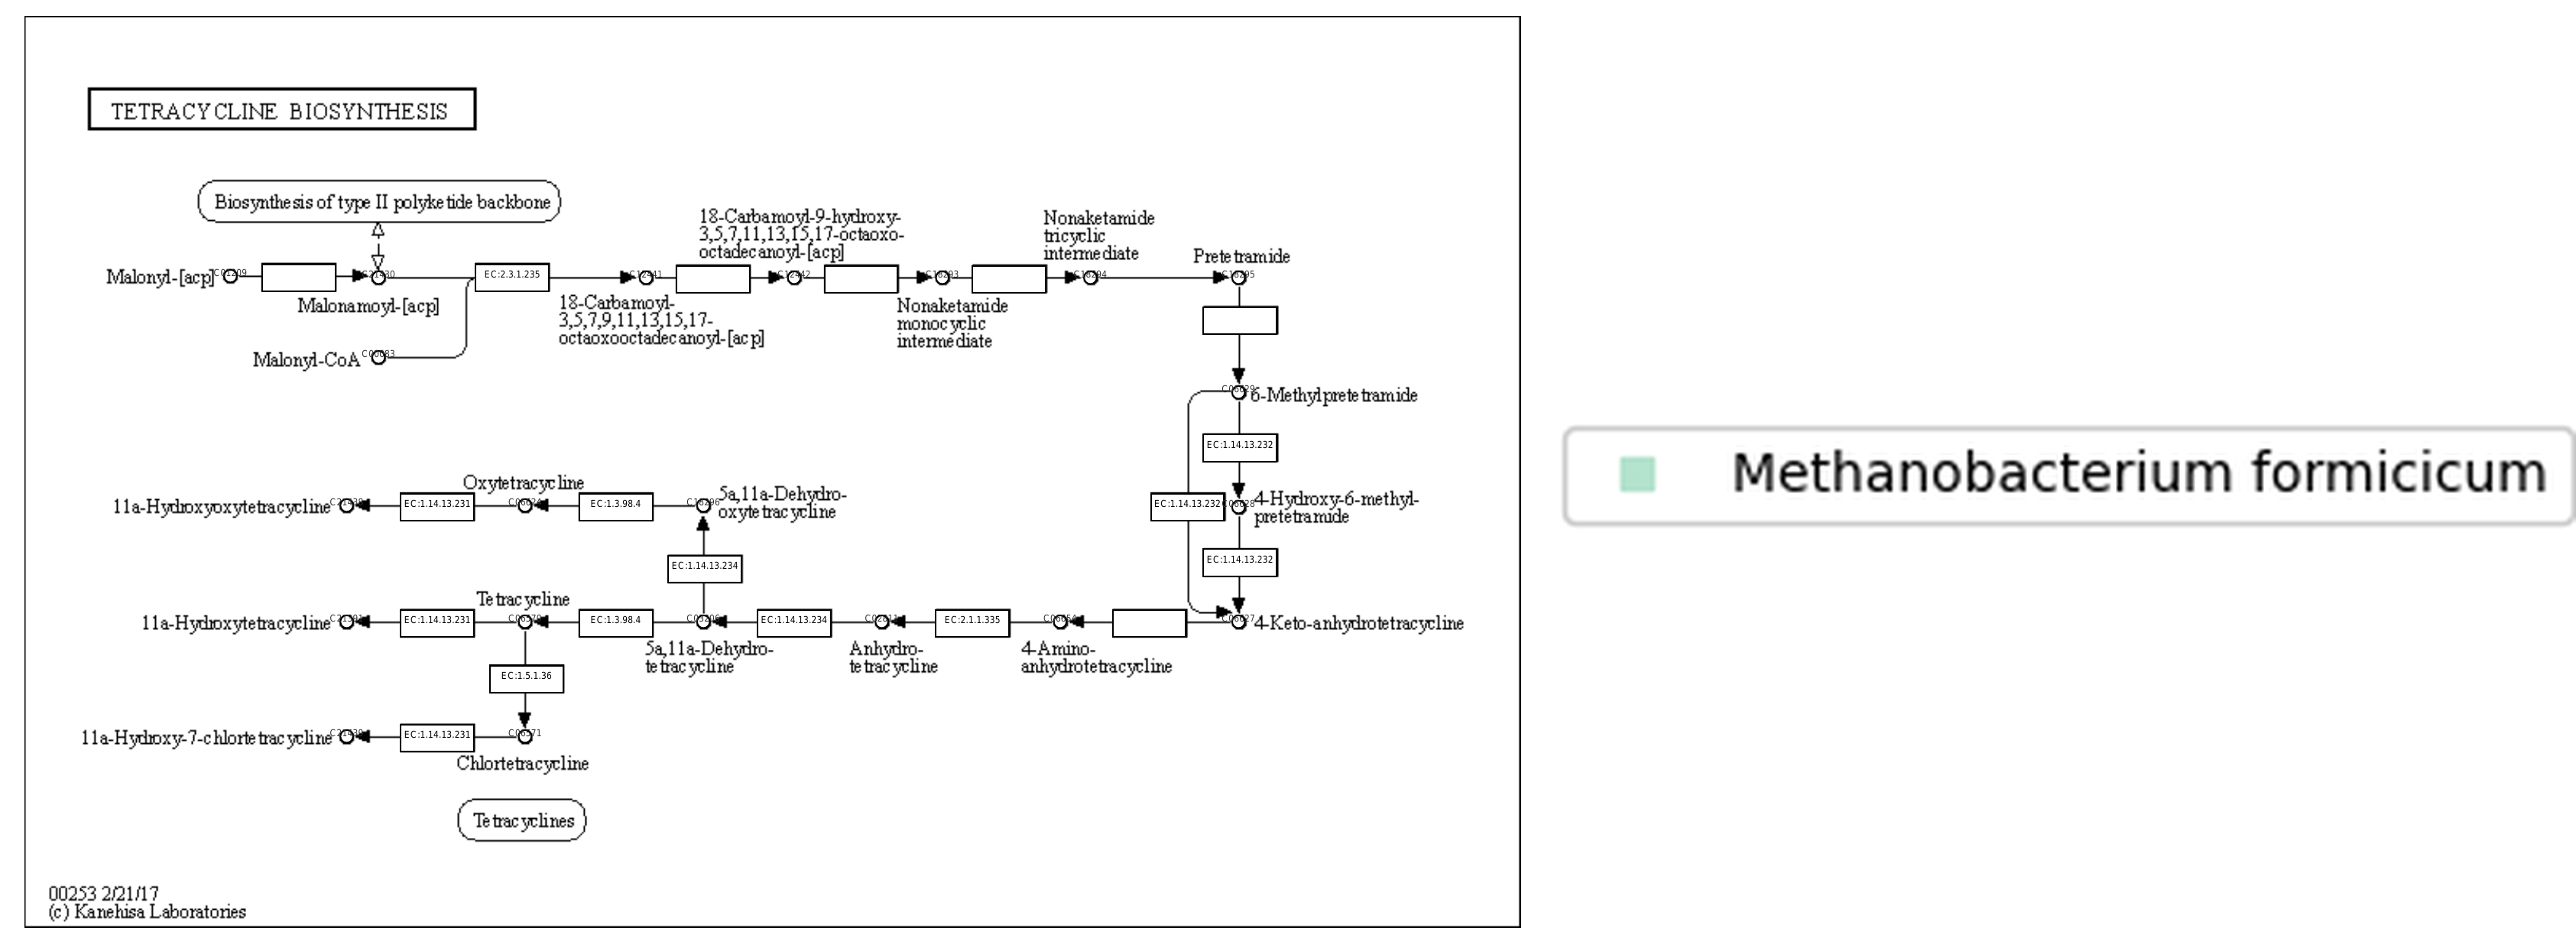 TETRACYCLINE BIOSYNTHESIS
Biosynthesis of type II polyketide backbone
18-Carbamoyl-9-hydroxy-
3,5,7,11,13,15,17-octaoxo-
octadecanoyl-[acp]
Nonaketamide
tricyclic
intermediate
Pretetramide
Malonyl-[acp]
EC:2.3.1.235
Malonamoyl-[acp]
18-Carbamoyl-
3,5,7,9,11,13,15,17-
octaoxooctadecanoyl-[acp]
Nonaketamide
monocyclic
intermediate
Malonyl-CoA
6-Methylpretetramide
EC:1.14.13.232
Methanobacterium formicicum
Oxytetracycline
11a-Hydroxyoxytetracycline
EC:1.14.13.231
EC:1.3.98.4
5a,11a-Dehydro-
oxytetracycline
EC:1.14.13.232
4-Hydroxy-6-methyl-
pretetramide
EC:1.14.13.234
EC:1.14.13.232
Tetracycline
11a-Hydroxytetracycline
EC:1.14.13.231
EC:1.3.98.4
EC:1.14.13.234
EC:2.1.1.335
4-Keto-anhydrotetracycline
5a,11a-Dehydro-
tetracycline
Anhydro-
tetracycline
4-Amino-
anhydrotetracycline
EC:1.5.1.36
11a-Hydroxy-7-chlortetracycline
EC:1.14.13.231
Chlortetracycline
Tetracyclines
00253 2/21/17
(c) Kanehisa Laboratories